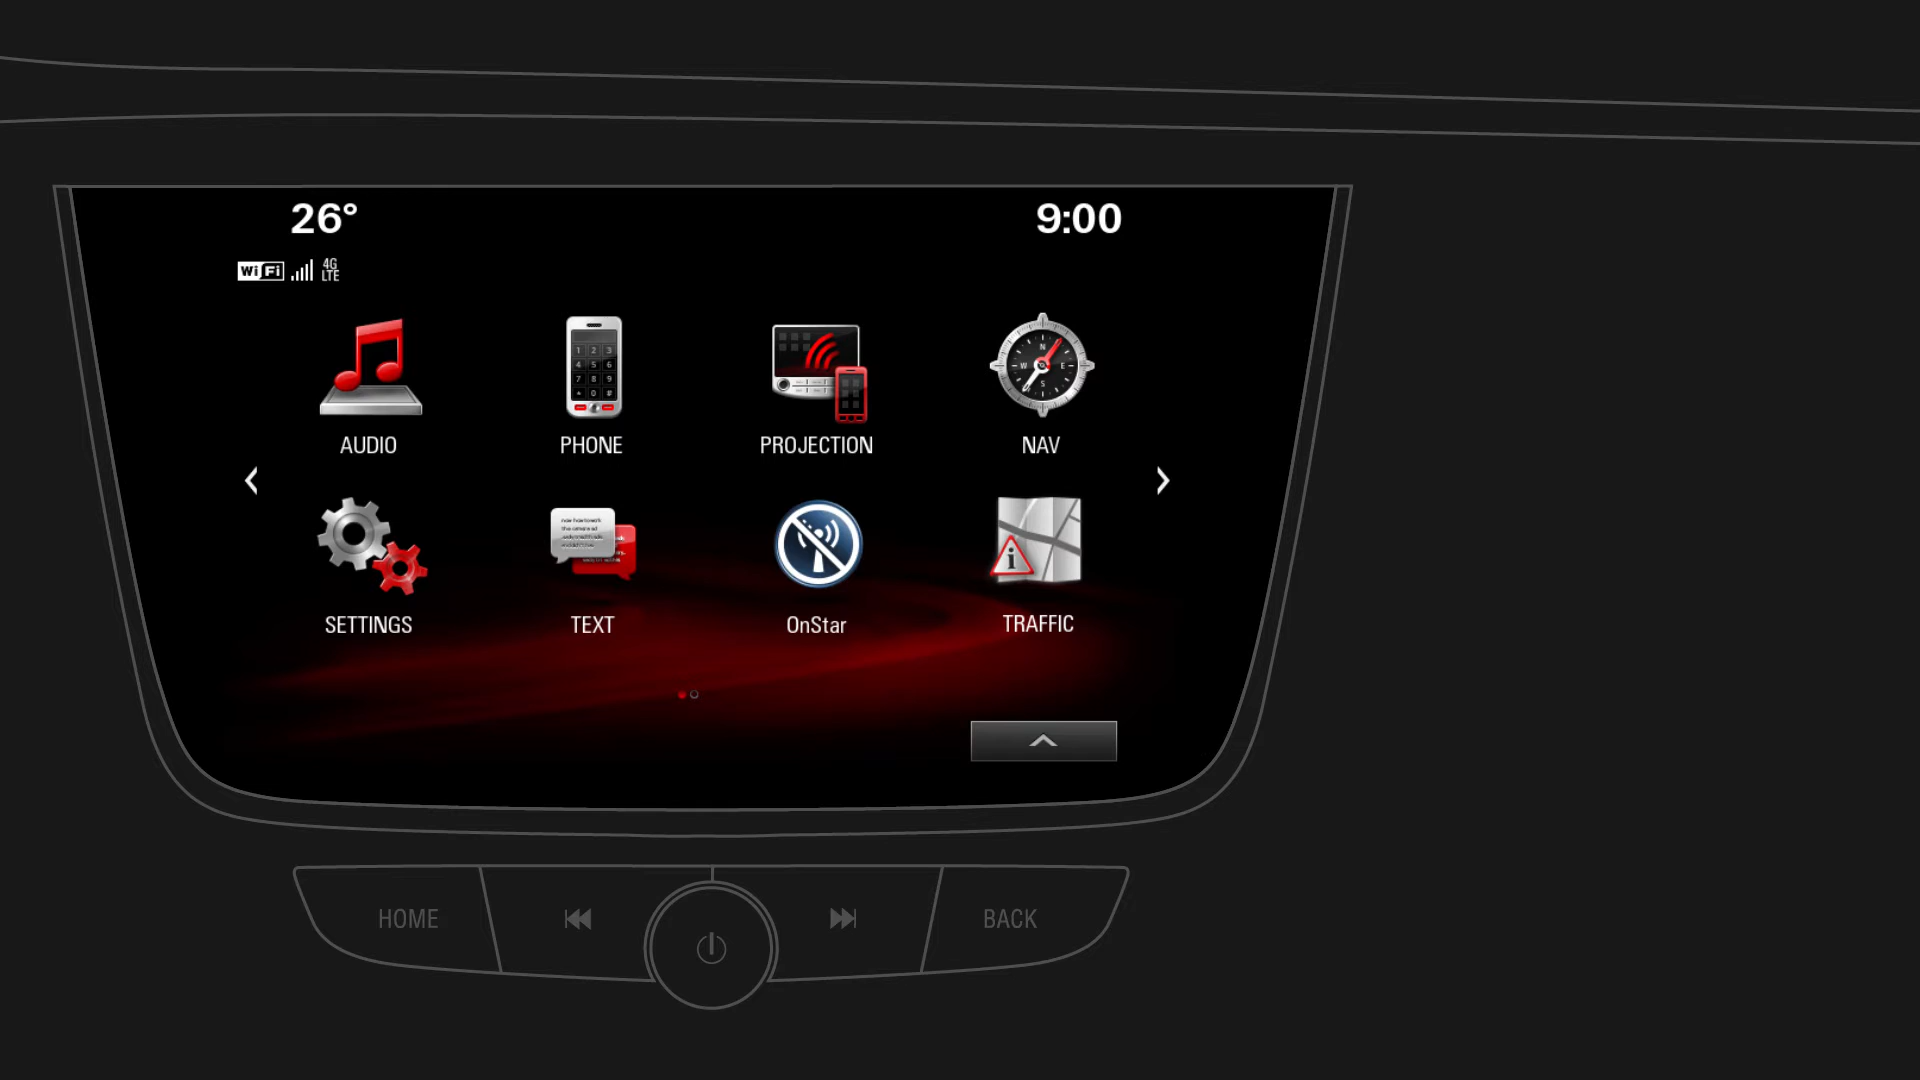 26° 9:00
WiFi 4G LTE
AUDIO PHONE PROJECTION NAV
SETTINGS TEXT OnStar TRAFFIC
HOME BACK